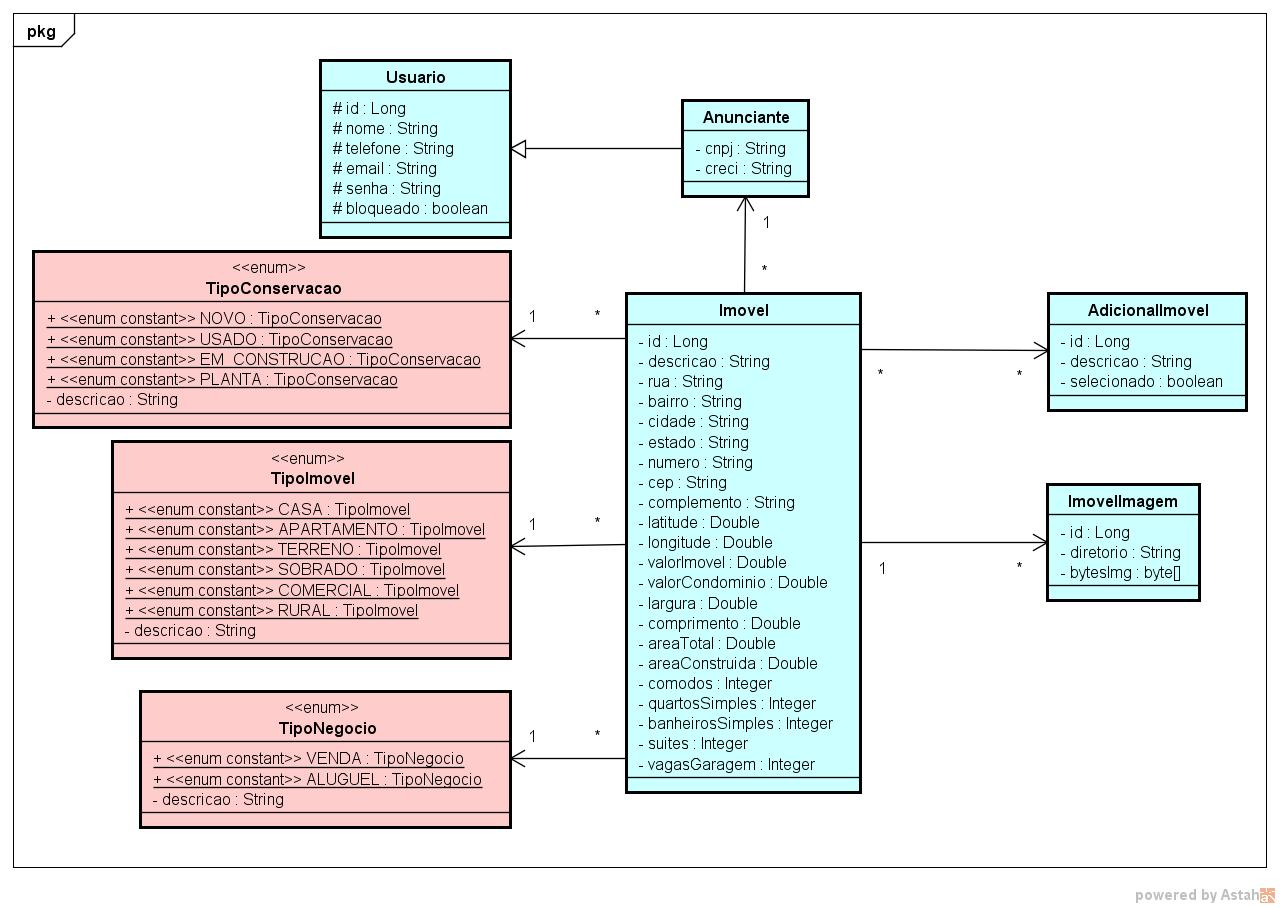 pkg
Usuario
# id : Long
# nome : String
# telefone : String
# email : String
# senha : String
# bloqueado : boolean
Anunciante
- cnpj : String
- creci : String
1
*
<<enum>>
TipoConservacao
+ <<enum constant>> NOVO : TipoConservacao
+ <<enum constant>> USADO : TipoConservacao
+ <<enum constant>> EM_CONSTRUCAO : TipoConservacao
+ <<enum constant>> PLANTA : TipoConservacao
- descricao : String
1
*
<<enum>>
TipoImovel
+ <<enum constant>> CASA : TipoImovel
+ <<enum constant>> APARTAMENTO : TipoImovel
+ <<enum constant>> TERRENO : TipoImovel
+ <<enum constant>> SOBRADO : TipoImovel
+ <<enum constant>> COMERCIAL : TipoImovel
+ <<enum constant>> RURAL : TipoImovel
- descricao : String
1
*
<<enum>>
TipoNegocio
+ <<enum constant>> VENDA : TipoNegocio
+ <<enum constant>> ALUGUEL : TipoNegocio
- descricao : String
1
*
Imovel
- id : Long
- descricao : String
- rua : String
- bairro : String
- cidade : String
- estado : String
- numero : String
- cep : String
- complemento : String
- latitude : Double
- longitude : Double
- valorImovel : Double
- valorCondominio : Double
- largura : Double
- comprimento : Double
- areaTotal : Double
- areaConstruida : Double
- comodos : Integer
- quartosSimples : Integer
- banheirosSimples : Integer
- suites : Integer
- vagasGaragem : Integer
*
*
AdicionalImovel
- id : Long
- descricao : String
- selecionado : boolean
1
*
ImovelImagem
- id : Long
- diretorio : String
- bytesImg : byte[]
powered by Astah